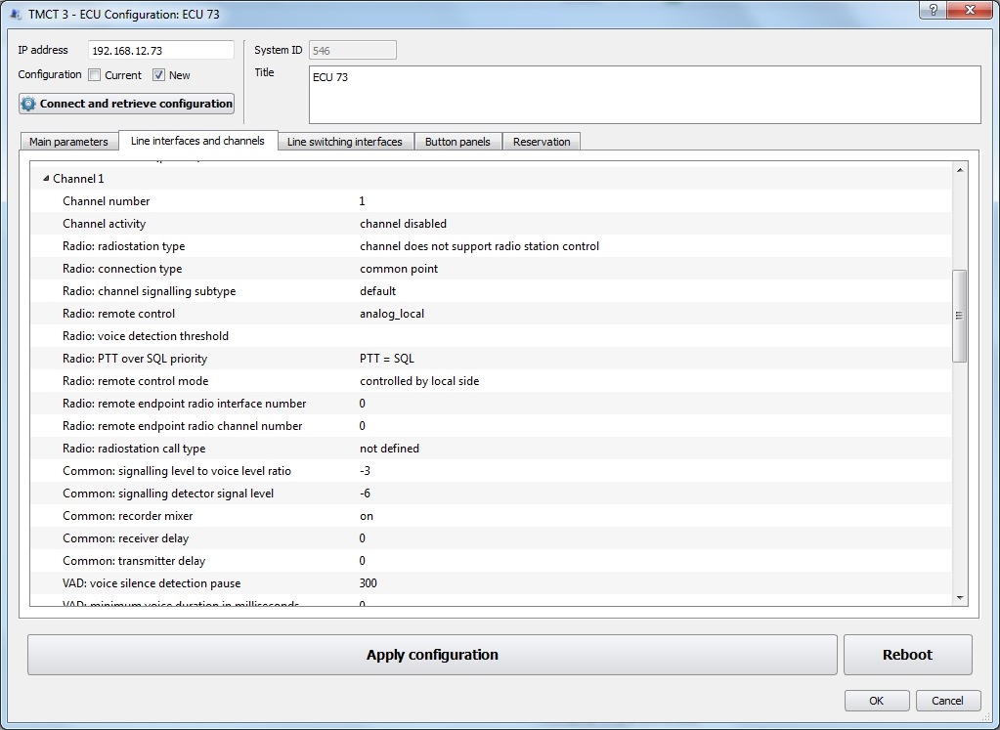 TMCT 3 - ECU Configuration: ECU 73
IP address 192.168.12.73 System ID 546
Configuration Current New Title ECU 73
Connect and retrieve configuration
Main parameters Line interfaces and channels Line switching interfaces Button panels Reservation
Channel 1
Channel number 1
Channel activity channel disabled
Radio: radiostation type channel does not support radio station control
Radio: connection type common point
Radio: channel signalling subtype default
Radio: remote control analog_local
Radio: voice detection threshold
Radio: PTT over SQL priority PTT = SQL
Radio: remote control mode controlled by local side
Radio: remote endpoint radio interface number 0
Radio: remote endpoint radio channel number 0
Radio: radiostation call type not defined
Common: signalling level to voice level ratio -3
Common: signalling detector signal level -6
Common: recorder mixer on
Common: receiver delay 0
Common: transmitter delay 0
VAD: voice silence detection pause 300
VAD: minimum voice duration in milliseconds 0
Apply configuration Reboot
OK Cancel